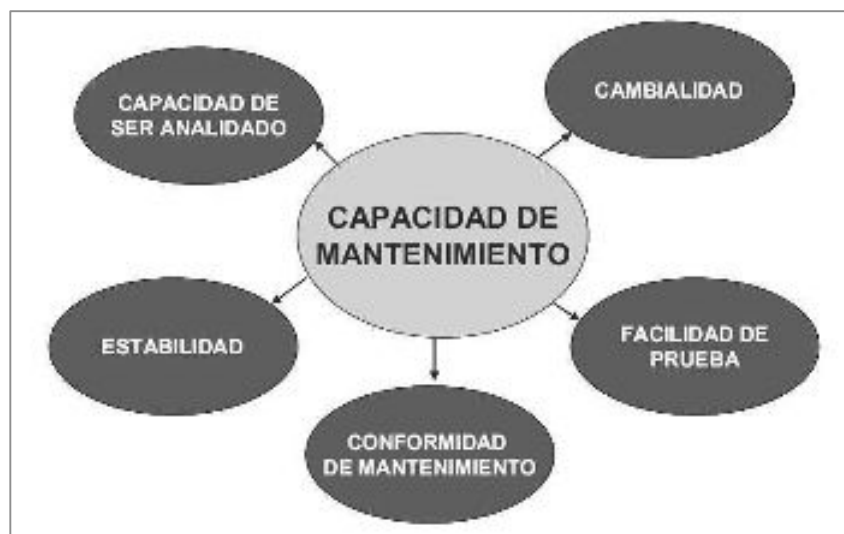 CAPACIDAD DE
SER ANALIDADO
CAMBIALIDAD
CAPACIDAD DE
MANTENIMIENTO
ESTABILIDAD
FACILIDAD DE
PRUEBA
CONFORMIDAD
DE MANTENIMIENTO